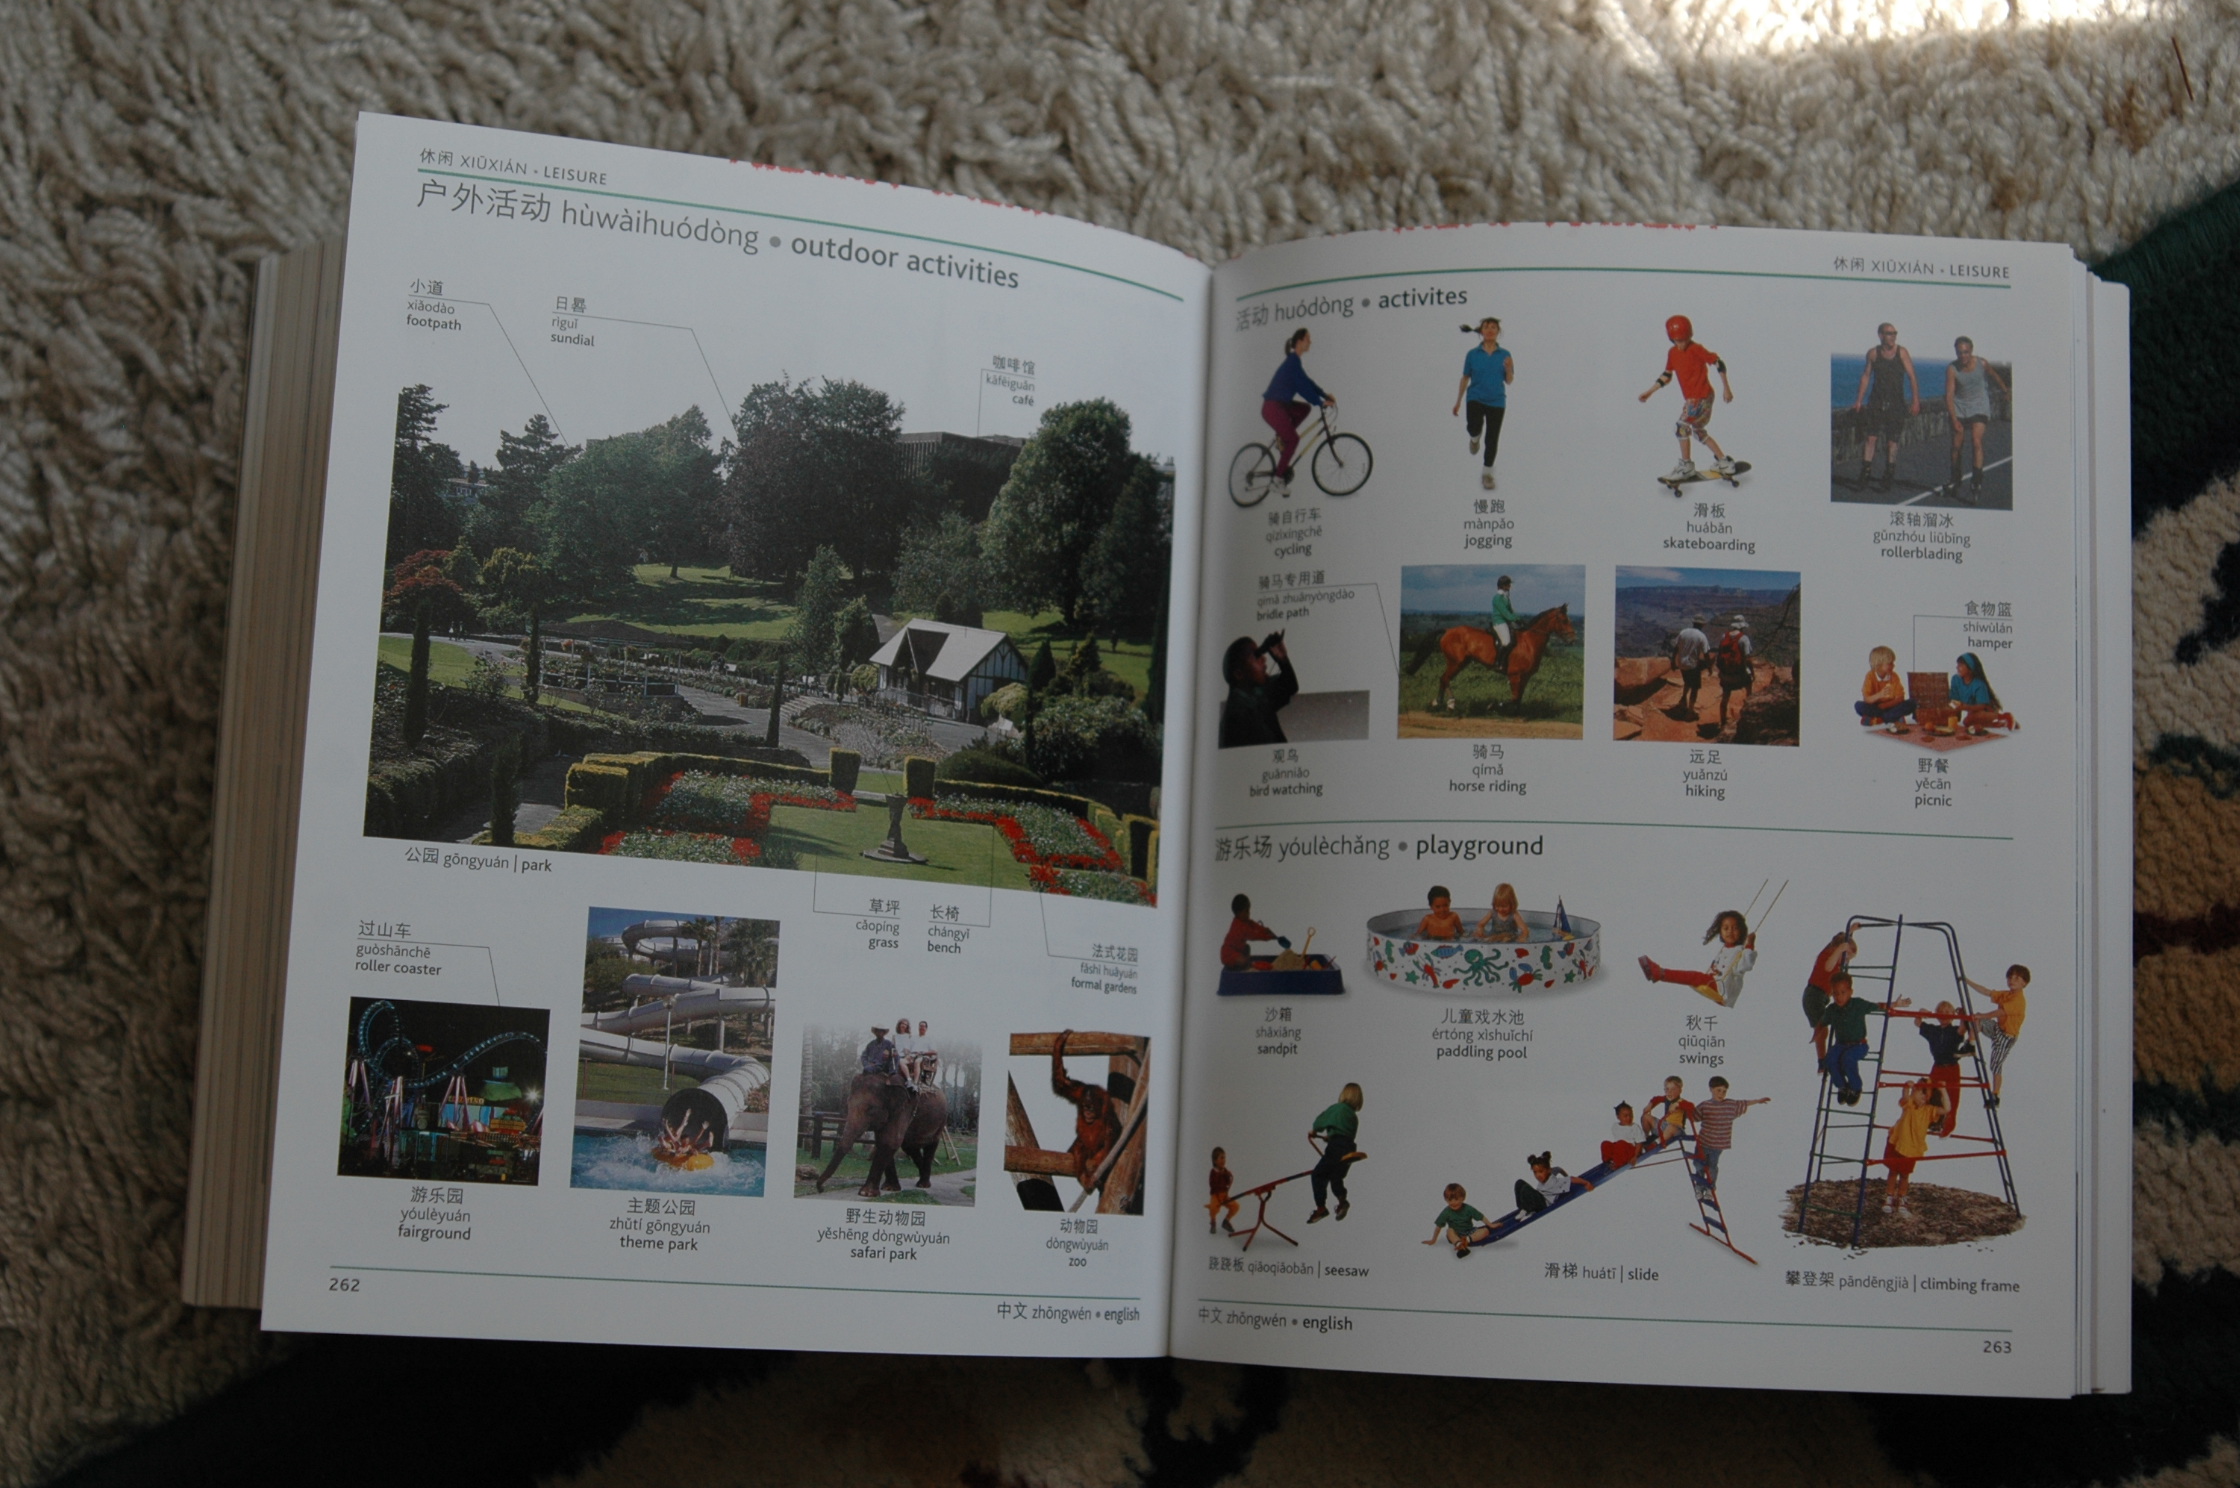 休闲 XIŪXIÁN • LEISURE
户外活动 hùwàihuódòng • outdoor activities
小道
xiǎodào
footpath
日晷
rìguǐ
sundial
咖啡馆
kāfēiguǎn
café
公园 gōngyuán | park
草坪
cǎopíng
grass
长椅
chángyǐ
bench
法式花园
fǎshì huāyuán
formal gardens
过山车
guòshānchē
roller coaster
游乐园
yóulèyuán
fairground
主题公园
zhǔtí gōngyuán
theme park
野生动物园
yěshēng dòngwùyuán
safari park
动物园
dòngwùyuán
zoo
262
中文 zhōngwén • english
休闲 XIŪXIÁN • LEISURE
活动 huódòng • activites
骑自行车
qízìxíngchē
cycling
慢跑
mànpǎo
jogging
滑板
huábǎn
skateboarding
滚轴溜冰
gǔnzhóu liūbīng
rollerblading
骑马专用道
qímǎ zhuānyòngdào
bridle path
观鸟
guānniǎo
bird watching
骑马
qímǎ
horse riding
远足
yuǎnzú
hiking
食物篮
shíwùlán
hamper
野餐
yěcān
picnic
游乐场 yóulèchǎng • playground
沙箱
shāxiāng
sandpit
儿童戏水池
értóng xìshuǐchí
paddling pool
秋千
qiūqiān
swings
跷跷板 qiāoqiāobǎn | seesaw
滑梯 huátī | slide
攀登架 pāndēngjià | climbing frame
中文 zhōngwén • english
263